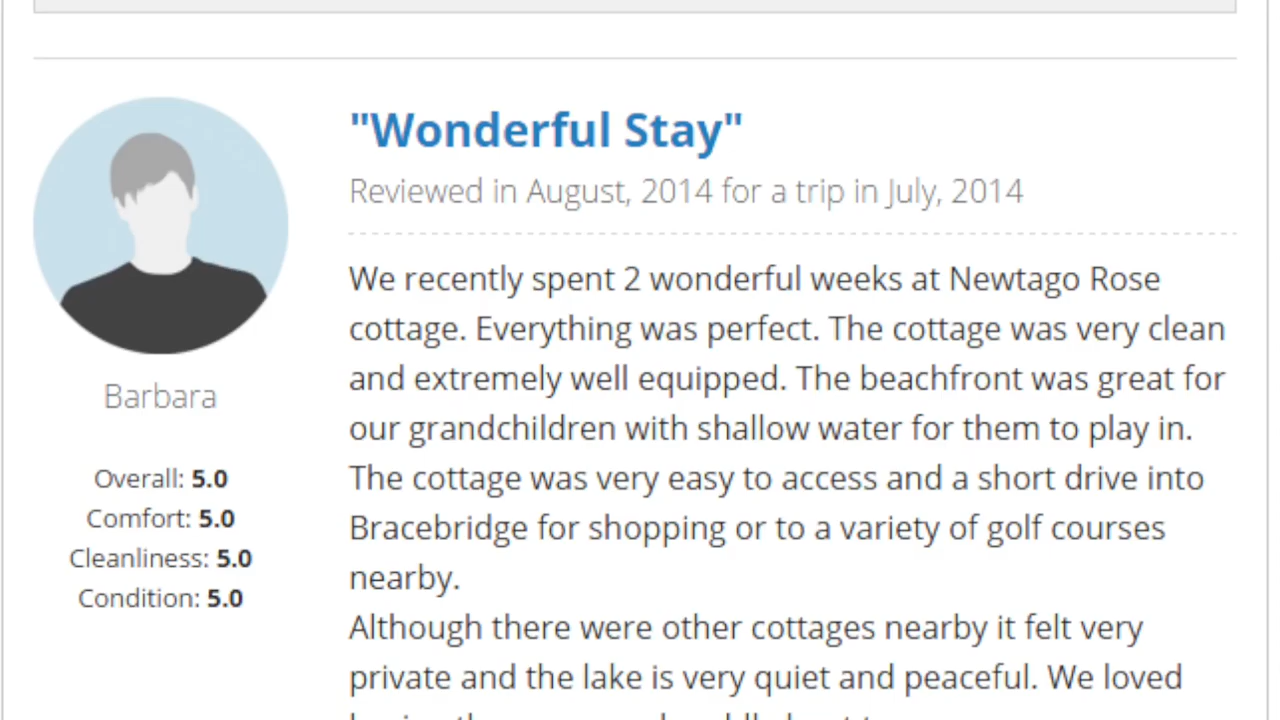 "Wonderful Stay"
Reviewed in August, 2014 for a trip in July, 2014
Barbara
Overall: 5.0
Comfort: 5.0
Cleanliness: 5.0
Condition: 5.0
We recently spent 2 wonderful weeks at Newtago Rose
cottage. Everything was perfect. The cottage was very clean
and extremely well equipped. The beachfront was great for
our grandchildren with shallow water for them to play in.
The cottage was very easy to access and a short drive into
Bracebridge for shopping or to a variety of golf courses
nearby.
Although there were other cottages nearby it felt very
private and the lake is very quiet and peaceful. We loved